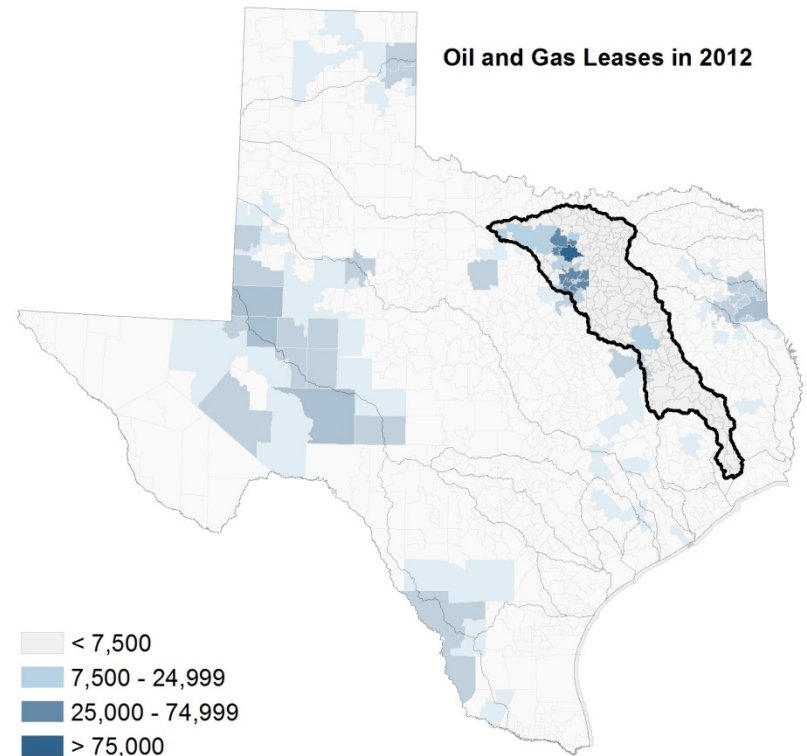 Oil and Gas Leases in 2012
< 7,500
7,500 - 24,999
25,000 - 74,999
> 75,000